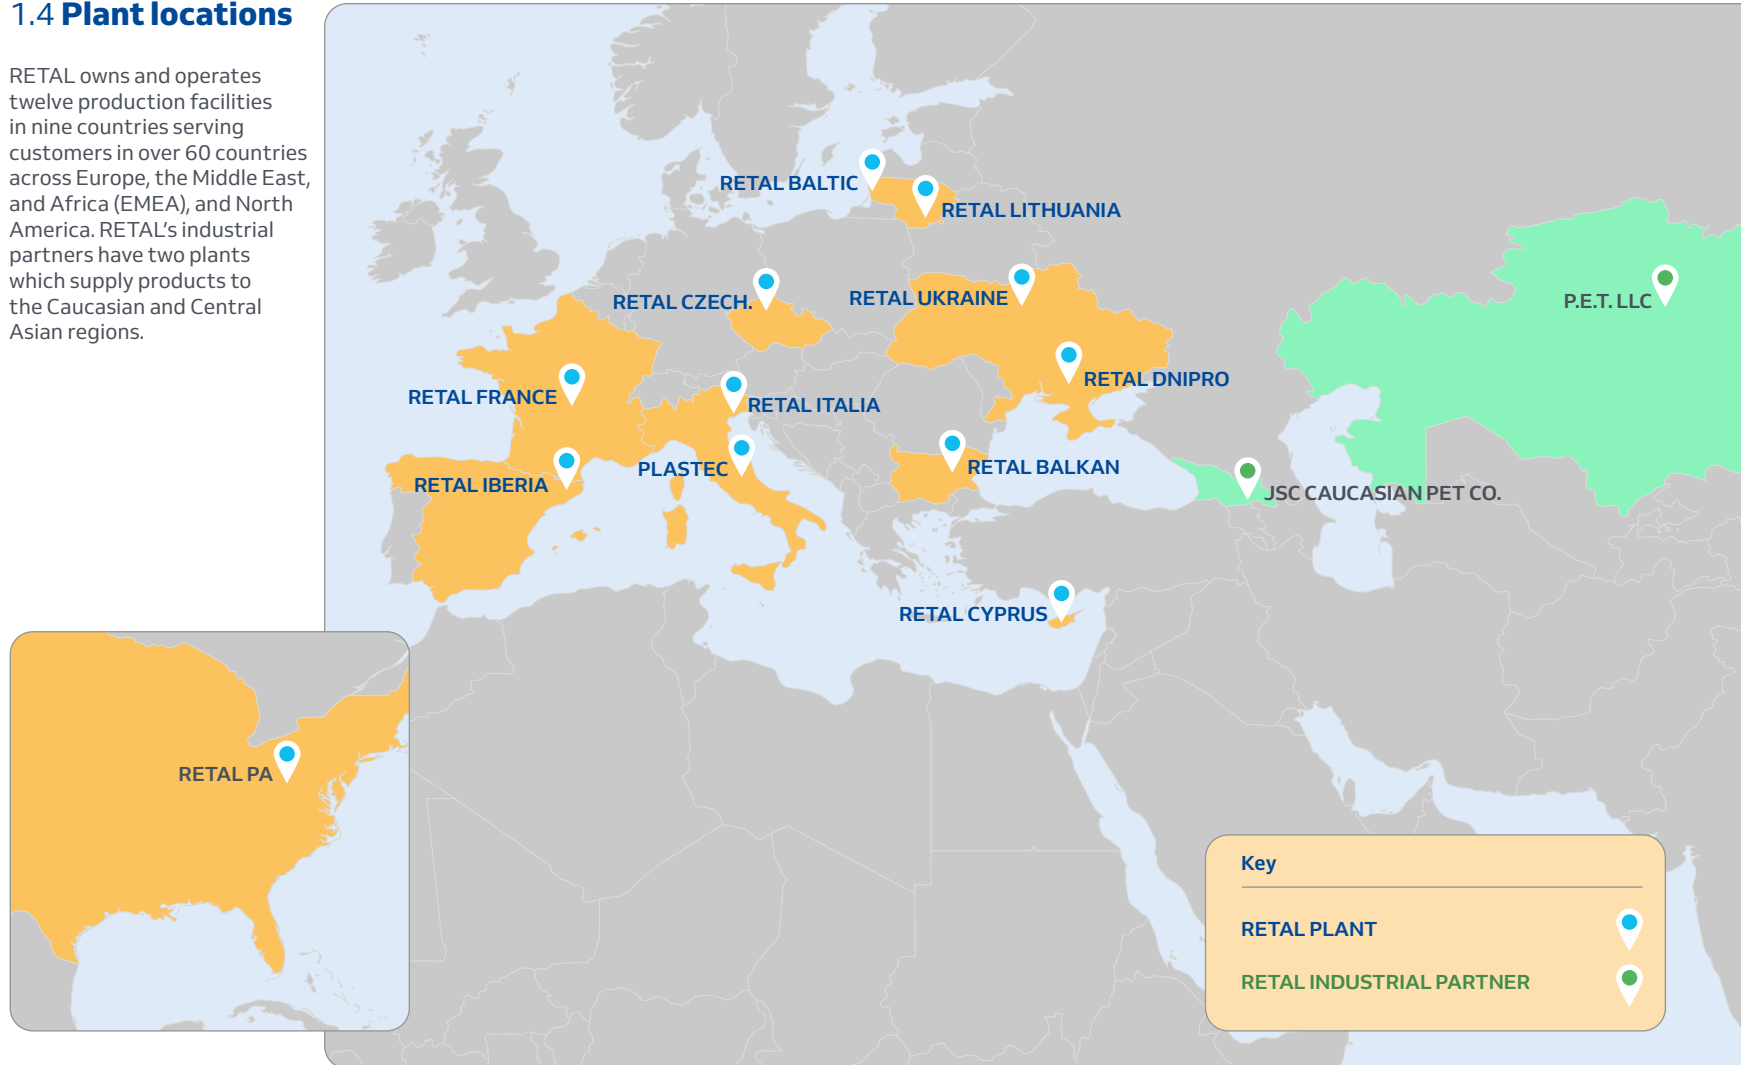 1.4 Plant locations
RETAL owns and operates
twelve production facilities
in nine countries serving
customers in over 60 countries
across Europe, the Middle East,
and Africa (EMEA), and North
America. RETAL's industrial
partners have two plants
which supply products to
the Caucasian and Central
Asian regions.
RETAL BALTIC
RETAL LITHUANIA
RETAL CZECH.
RETAL UKRAINE
P.E.T. LLC
RETAL DNIPRO
RETAL FRANCE
RETAL ITALIA
PLASTEC
RETAL BALKAN
RETAL IBERIA
JSC CAUCASIAN PET CO.
RETAL CYPRUS
RETAL PA
Key
RETAL PLANT
RETAL INDUSTRIAL PARTNER